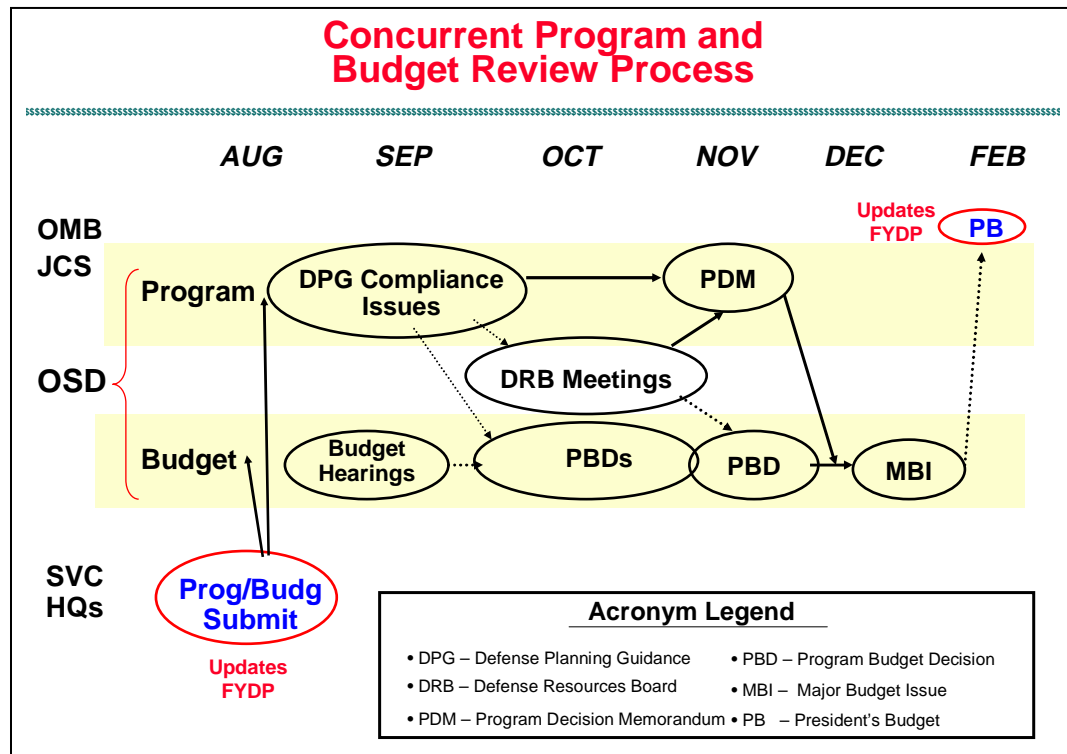 Concurrent Program and
Budget Review Process
$$$$$$$$$$$$$$$$$$$$$$$$$$$$$$$$$$$$$$$$$$$$$$$$$$$$$$$$$$$$$$$$$$$$$$$$$$$$$$$$$$$$$$$$$$$$$$$$$$$$$$$$$$$$$$$$$$$$$$$$$$$$$$$$$$$$$$$$$$$$$$$$$$$$$$$$$$$$$$$$
AUG SEP OCT NOV DEC FEB
OMB
JCS
Updates
FYDP
PB
Program
DPG Compliance
Issues
PDM
OSD
DRB Meetings
Budget
Budget
Hearings
PBDs
PBD
MBI
SVC
HQs
Prog/Budg
Submit
Updates
FYDP
Acronym Legend
• DPG – Defense Planning Guidance
• DRB – Defense Resources Board
• PDM – Program Decision Memorandum
• PBD – Program Budget Decision
• MBI – Major Budget Issue
• PB – President's Budget